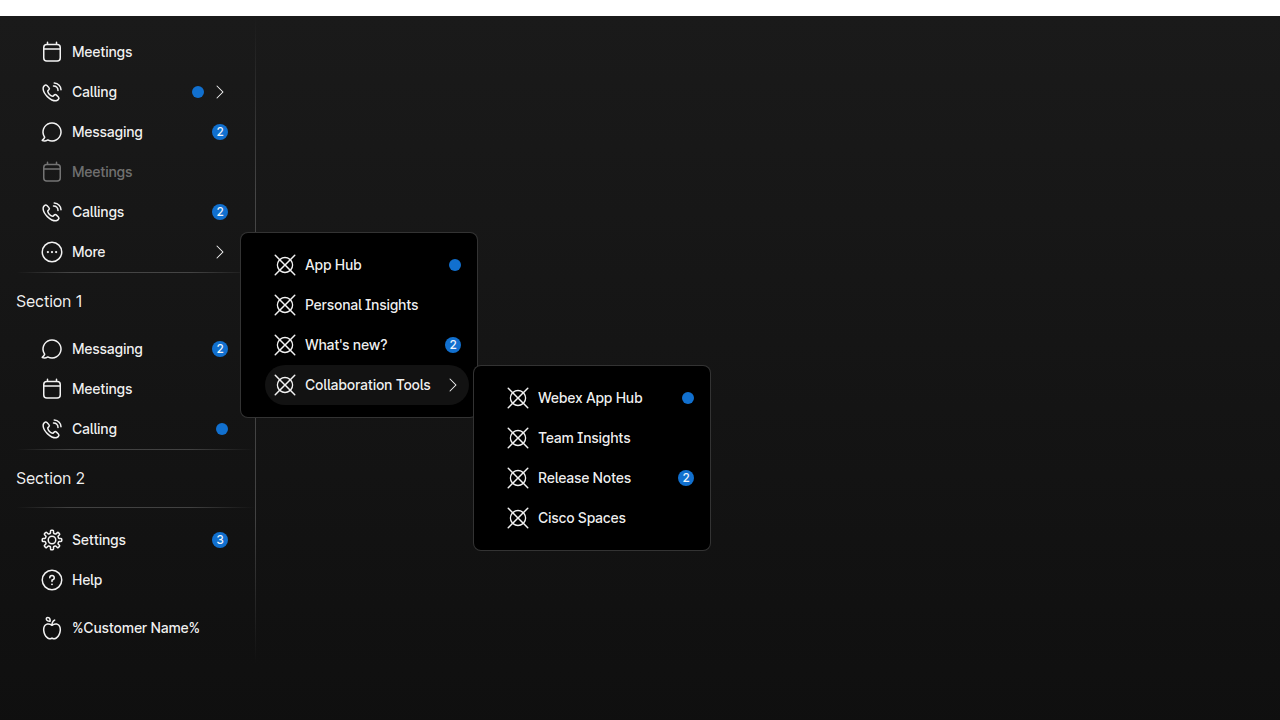 Meetings
Calling
Messaging 2
Meetings
Callings 2
More
Section 1
Messaging 2
Meetings
Calling
Section 2
Settings 3
Help
%Customer Name%
App Hub
Personal Insights
What's new? 2
Collaboration Tools
Webex App Hub
Team Insights
Release Notes 2
Cisco Spaces